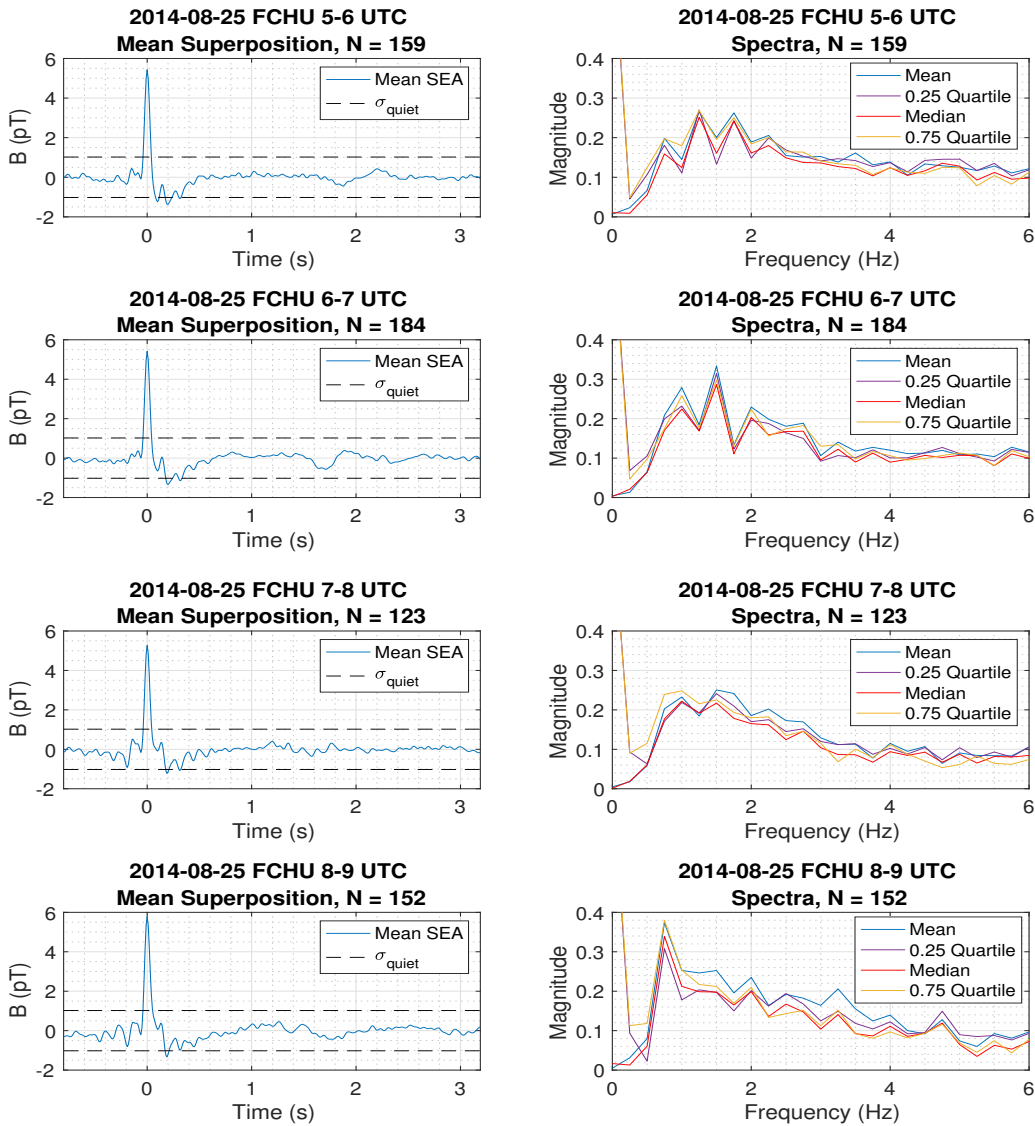 2014-08-25 FCHU 5-6 UTC
Mean Superposition, N = 159
B (pT)
6
4
2
0
-2
Mean SEA
σquiet
0
1
2
3
Time (s)
2014-08-25 FCHU 5-6 UTC
Spectra, N = 159
Magnitude
0.4
0.3
0.2
0.1
0
Mean
0.25 Quartile
Median
0.75 Quartile
0
2
4
6
Frequency (Hz)
2014-08-25 FCHU 6-7 UTC
Mean Superposition, N = 184
B (pT)
6
4
2
0
-2
Mean SEA
σquiet
0
1
2
3
Time (s)
2014-08-25 FCHU 6-7 UTC
Spectra, N = 184
Magnitude
0.4
0.3
0.2
0.1
0
Mean
0.25 Quartile
Median
0.75 Quartile
0
2
4
6
Frequency (Hz)
2014-08-25 FCHU 7-8 UTC
Mean Superposition, N = 123
B (pT)
6
4
2
0
-2
Mean SEA
σquiet
0
1
2
3
Time (s)
2014-08-25 FCHU 7-8 UTC
Spectra, N = 123
Magnitude
0.4
0.3
0.2
0.1
0
Mean
0.25 Quartile
Median
0.75 Quartile
0
2
4
6
Frequency (Hz)
2014-08-25 FCHU 8-9 UTC
Mean Superposition, N = 152
B (pT)
6
4
2
0
-2
Mean SEA
σquiet
0
1
2
3
Time (s)
2014-08-25 FCHU 8-9 UTC
Spectra, N = 152
Magnitude
0.4
0.3
0.2
0.1
0
Mean
0.25 Quartile
Median
0.75 Quartile
0
2
4
6
Frequency (Hz)